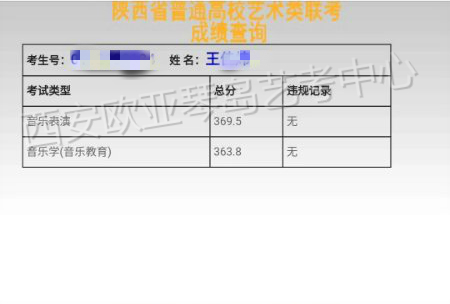 陕西省普通高校艺术类联考
成绩查询
考生号: 姓 名: 王
考试类型 总分 违规记录
音乐表演 369.5 无
音乐学(音乐教育) 363.8 无
西安欧亚琴岛艺考中心